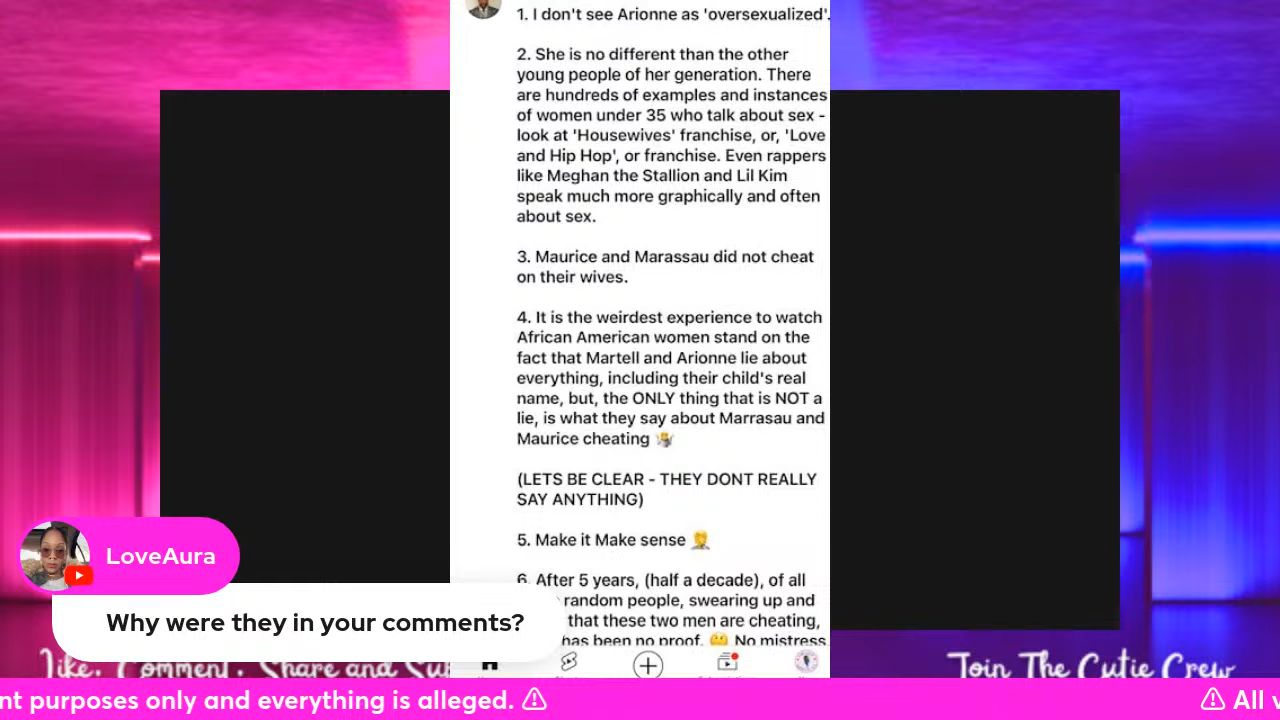 1. I don't see Arionne as 'oversexualized'.
2. She is no different than the other
young people of her generation. There
are hundreds of examples and instances
of women under 35 who talk about sex -
look at 'Housewives' franchise, or, 'Love
and Hip Hop', or franchise. Even rappers
like Meghan the Stallion and Lil Kim
speak much more graphically and often
about sex.
3. Maurice and Marassau did not cheat
on their wives.
4. It is the weirdest experience to watch
African American women stand on the
fact that Martell and Arionne lie about
everything, including their child's real
name, but, the ONLY thing that is NOT a
lie, is what they say about Marrasau and
Maurice cheating 🤷
(LETS BE CLEAR - THEY DONT REALLY
SAY ANYTHING)
5. Make it Make sense 🤦
6. After 5 years, (half a decade), of all
random people, swearing up and
that these two men are cheating,
has been no proof. 🤔 No mistress
LoveAura
Why were they in your comments?
Like. Comment. Share and
Join The Cutie Crew
purposes only and everything is alleged. ⚠ ⚠ All